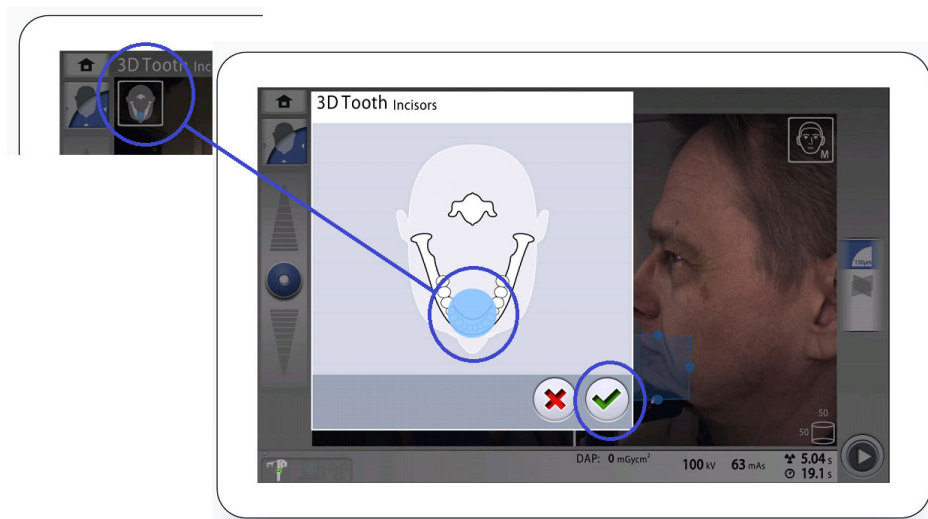 3D Tooth Inc
3D Tooth Incisors
M
150µm
50
50
DAP: 0 mGycm²
100 kV 63 mAs 5.04 s
19.1 s